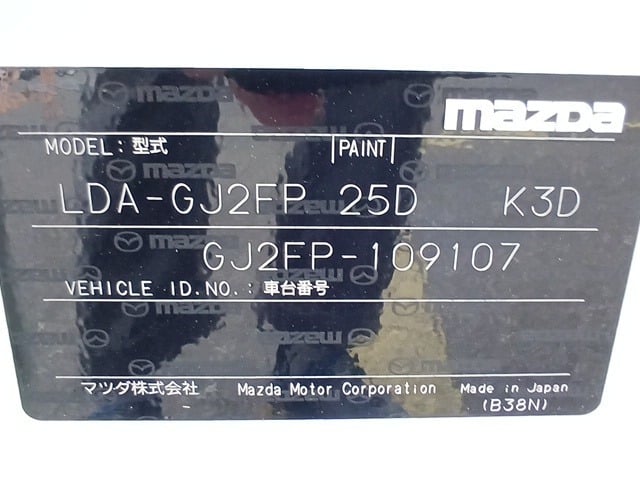 mazda
MODEL: 型式 |PAINT|
LDA-GJ2FP 25D K3D
GJ2FP-109107
VEHICLE ID.NO.: 車台番号
マツダ株式会社 Mazda Motor Corporation Made in Japan
(B38N)